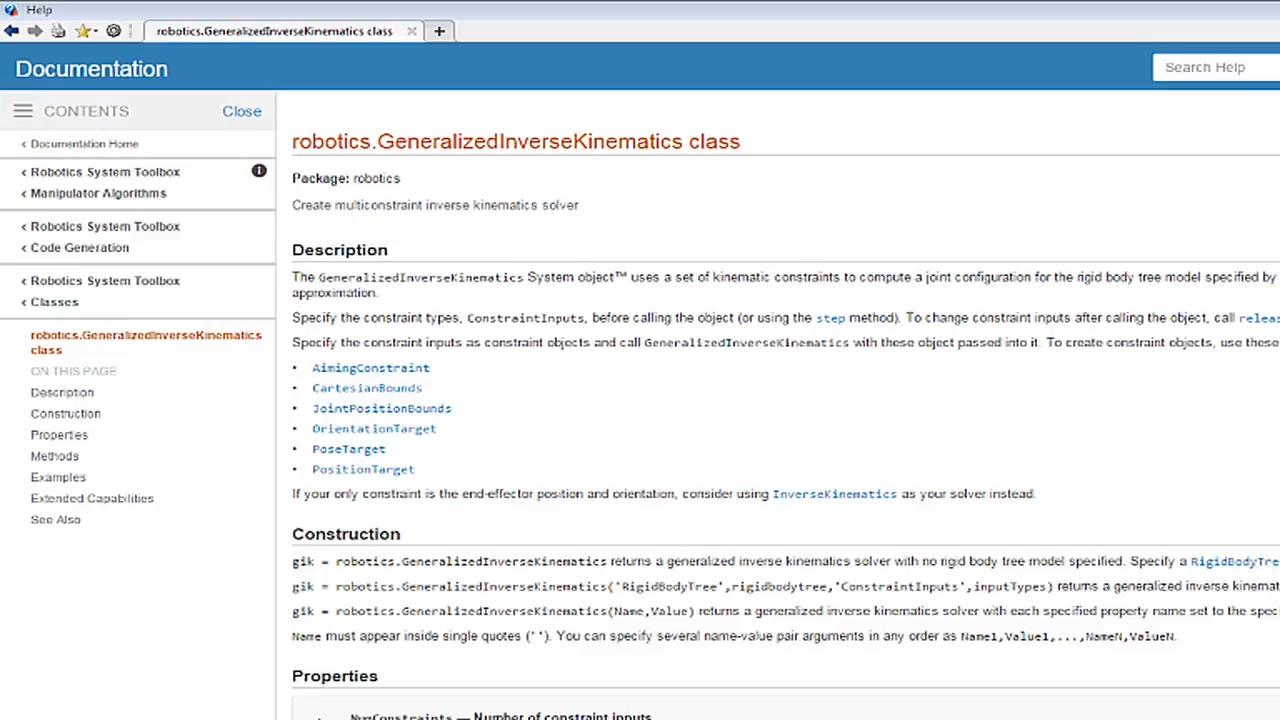 Help
robotics.GeneralizedInverseKinematics class
Documentation
Search Help
CONTENTS
Close
Documentation Home
Robotics System Toolbox
Manipulator Algorithms
Robotics System Toolbox
Code Generation
Robotics System Toolbox
Classes
robotics.GeneralizedInverseKinematics
class
ON THIS PAGE
Description
Construction
Properties
Methods
Examples
Extended Capabilities
See Also
robotics.GeneralizedInverseKinematics class
Package: robotics
Create multiconstraint inverse kinematics solver
Description
The GeneralizedInverseKinematics System object™ uses a set of kinematic constraints to compute a joint configuration for the rigid body tree model specified by
approximation.
Specify the constraint types, ConstraintInputs, before calling the object (or using the step method). To change constraint inputs after calling the object, call releas
Specify the constraint inputs as constraint objects and call GeneralizedInverseKinematics with these object passed into it. To create constraint objects, use these
• AimingConstraint
• CartesianBounds
• JointPositionBounds
• OrientationTarget
• PoseTarget
• PositionTarget
If your only constraint is the end-effector position and orientation, consider using InverseKinematics as your solver instead.
Construction
gik = robotics.GeneralizedInverseKinematics returns a generalized inverse kinematics solver with no rigid body tree model specified. Specify a RigidBodyTre
gik = robotics.GeneralizedInverseKinematics('RigidBodyTree',rigidbodytree,'ConstraintInputs',inputTypes) returns a generalized inverse kinemat
gik = robotics.GeneralizedInverseKinematics(Name,Value) returns a generalized inverse kinematics solver with each specified property name set to the spec
Name must appear inside single quotes (' '). You can specify several name-value pair arguments in any order as Name1,Value1,...,NameN,ValueN.
Properties
NumConstraints — Number of constraint inputs